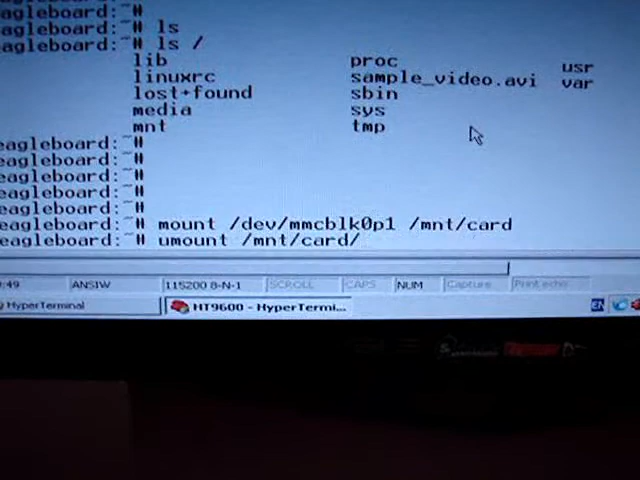 eagleboard:~#
eagleboard:~# ls
eagleboard:~# ls /
lib proc usr
linuxrc sample_video.avi var
lost+found sbin
media sys
mnt tmp
eagleboard:~#
eagleboard:~#
eagleboard:~#
eagleboard:~#
eagleboard:~#
eagleboard:~# mount /dev/mmcblk0p1 /mnt/card
eagleboard:~# umount /mnt/card/
:49 ANSIW 115200 8-N-1 SCROLL CAPS NUM Capture Print echo
HyperTerminal HT9600 - HyperTermi... EN